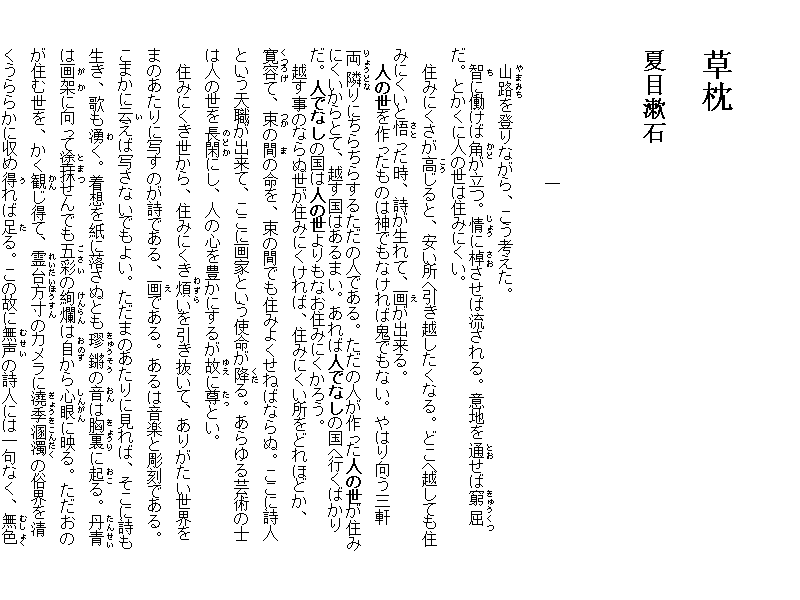 草枕
夏目漱石
一
山路を登りながら、こう考えた。
智に働けば角が立つ。情に棹させば流される。意地を通せば窮屈
だ。とかくに人の世は住みにくい。
住みにくさが高じると、安い所へ引き越したくなる。どこへ越しても住
みにくいと悟った時、詩が生れて、画が出来る。
人の世を作ったものは神でもなければ鬼でもない。やはり向う三軒
両隣りにちらちらするただの人である。ただの人が作った人の世が住み
にくいからとて、越す国はあるまい。あれば人でなしの国へ行くばかり
だ。人でなしの国は人の世よりもなお住みにくかろう。
越す事のならぬ世が住みにくければ、住みにくい所をどれほどか、
寛容て、束の間の命を、束の間でも住みよくせねばならぬ。ここに詩人
という天職が出来て、ここに画家という使命が降る。あらゆる芸術の士
は人の世を長閑にし、人の心を豊かにするが故に尊とい。
住みにくき世から、住みにくき煩いを引き抜いて、ありがたい世界を
まのあたりに写すのが詩である、画である。あるは音楽と彫刻である。
こまかに云えば写さないでもよい。ただまのあたりに見れば、そこに詩も
生き、歌も湧く。着想を紙に落さぬとも璆鏘の音は胸裏に起る。丹青
は画架に向って塗抹せんでも五彩の絢爛は自から心眼に映る。ただおの
が住む世を、かく観じ得て、霊台方寸のカメラに澆季溷濁の俗界を清
くうららかに収め得れば足る。この故に無声の詩人には一句なく、無色